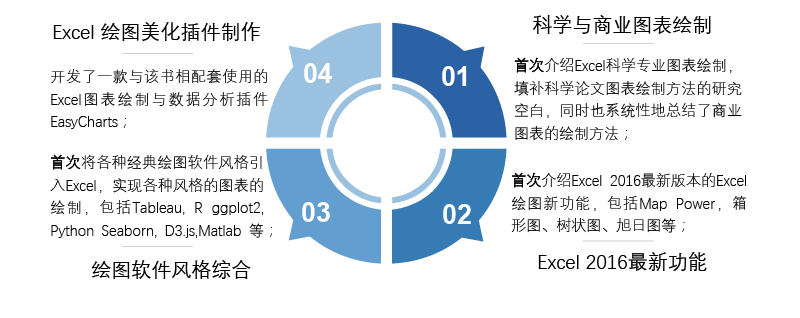 科学与商业图表绘制
01
首次介绍Excel科学专业图表绘制，
填补科学论文图表绘制方法的研究
空白，同时也系统性地总结了商业
图表的绘制方法；
02
首次介绍Excel 2016最新版本的Excel
绘图新功能，包括Map Power，箱
形图、树状图、旭日图等；
Excel 2016最新功能
03
首次将各种经典绘图软件风格引
入Excel，实现各种风格的图表的
绘制，包括Tableau, R ggplot2,
Python Seaborn, D3.js,Matlab 等；
绘图软件风格综合
Excel 绘图美化插件制作
04
开发了一款与该书相配套使用的
Excel图表绘制与数据分析插件
EasyCharts；